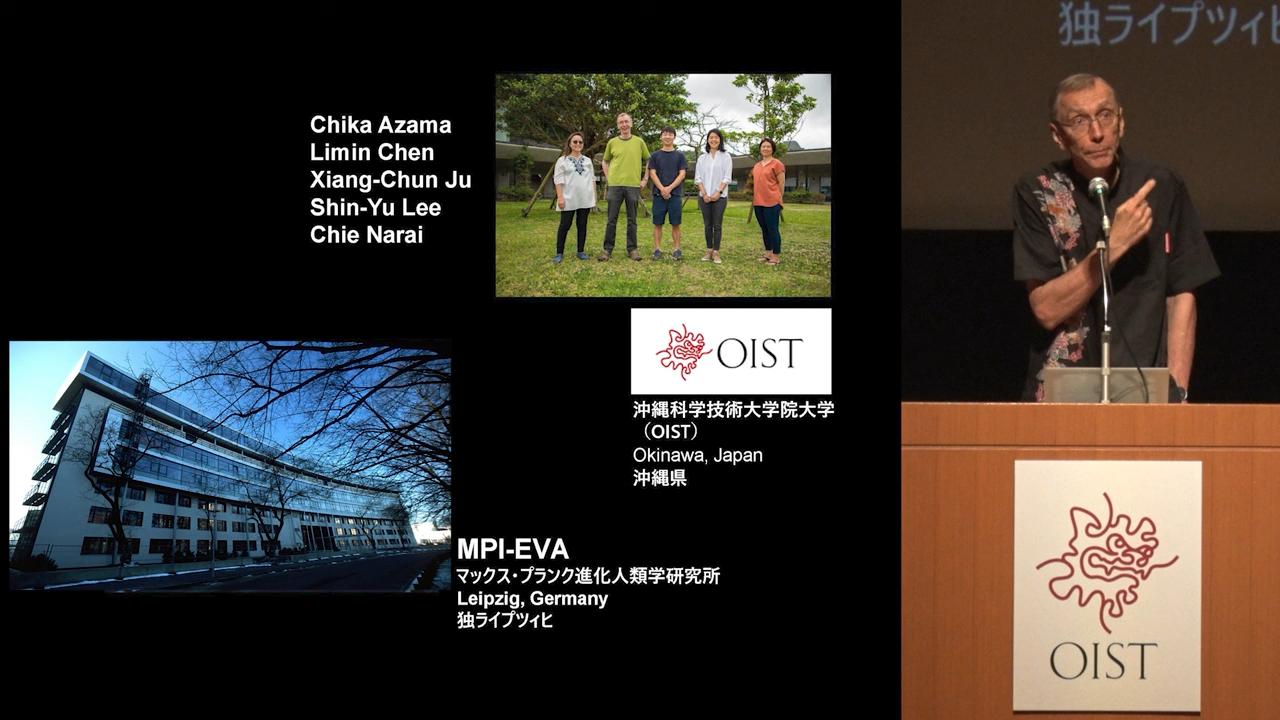 Chika Azama
Limin Chen
Xiang-Chun Ju
Shin-Yu Lee
Chie Narai
OIST
沖縄科学技術大学院大学
（OIST）
Okinawa, Japan
沖縄県
MPI-EVA
マックス・プランク進化人類学研究所
Leipzig, Germany
独ライプツィヒ
独ライプツィヒ
OIST